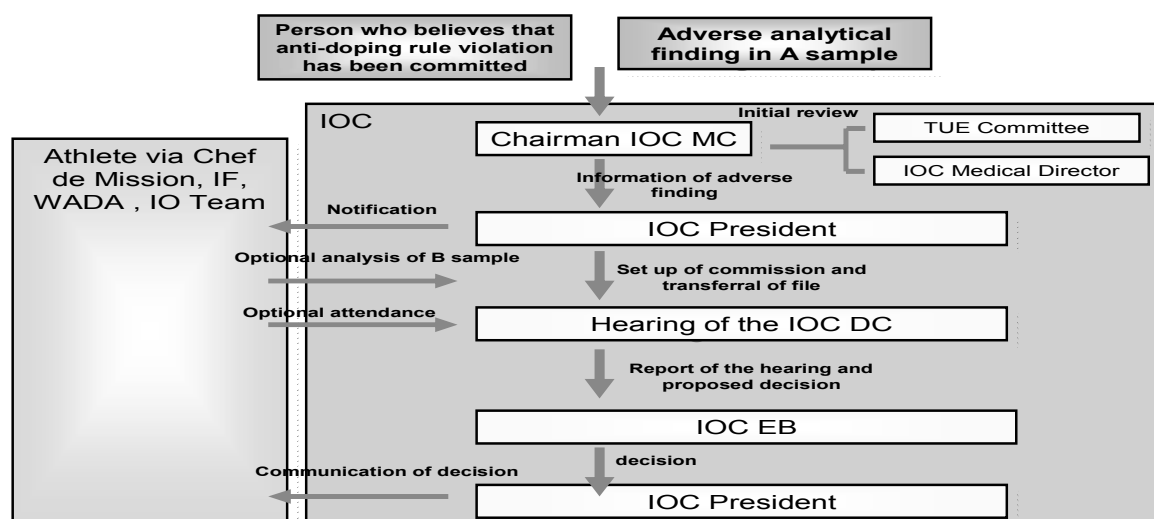 Person who believes that
anti-doping rule violation
has been committed
Adverse analytical
finding in A sample
IOC
Initial review
Chairman IOC MC
TUE Committee
IOC Medical Director
Athlete via Chef
de Mission, IF,
WADA , IO Team
Information of adverse
finding
Notification
IOC President
Optional analysis of B sample
Set up of commission and
transferral of file
Optional attendance
Hearing of the IOC DC
Report of the hearing and
proposed decision
IOC EB
decision
Communication of decision
IOC President